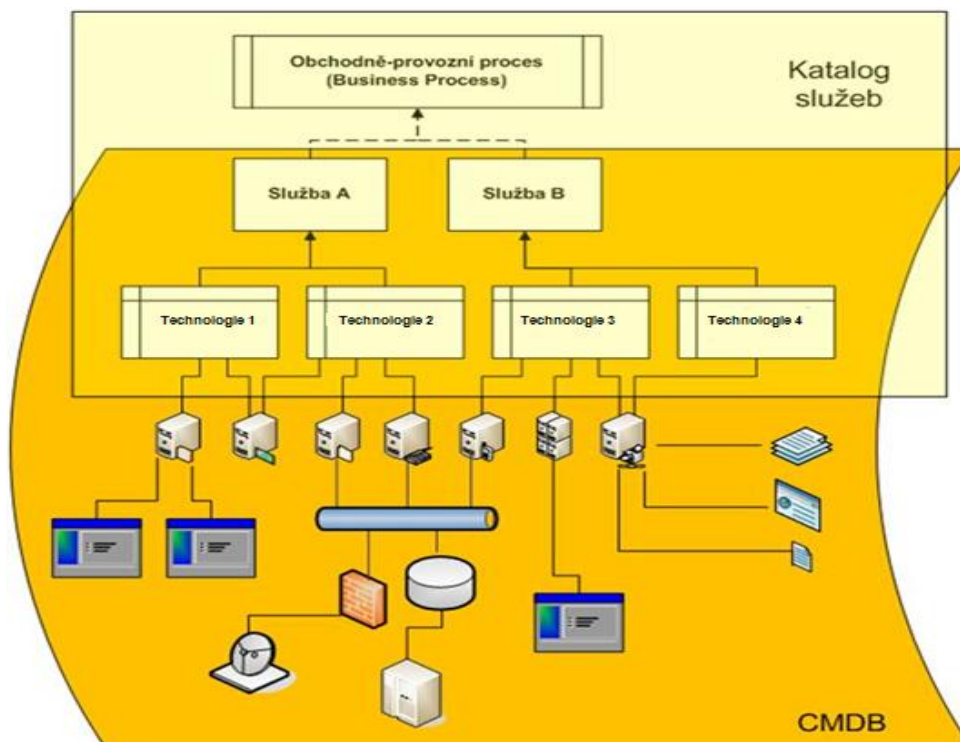 Obchodně-provozní proces
(Business Process)
Katalog
služeb
Služba A
Služba B
Technologie 1
Technologie 2
Technologie 3
Technologie 4
CMDB